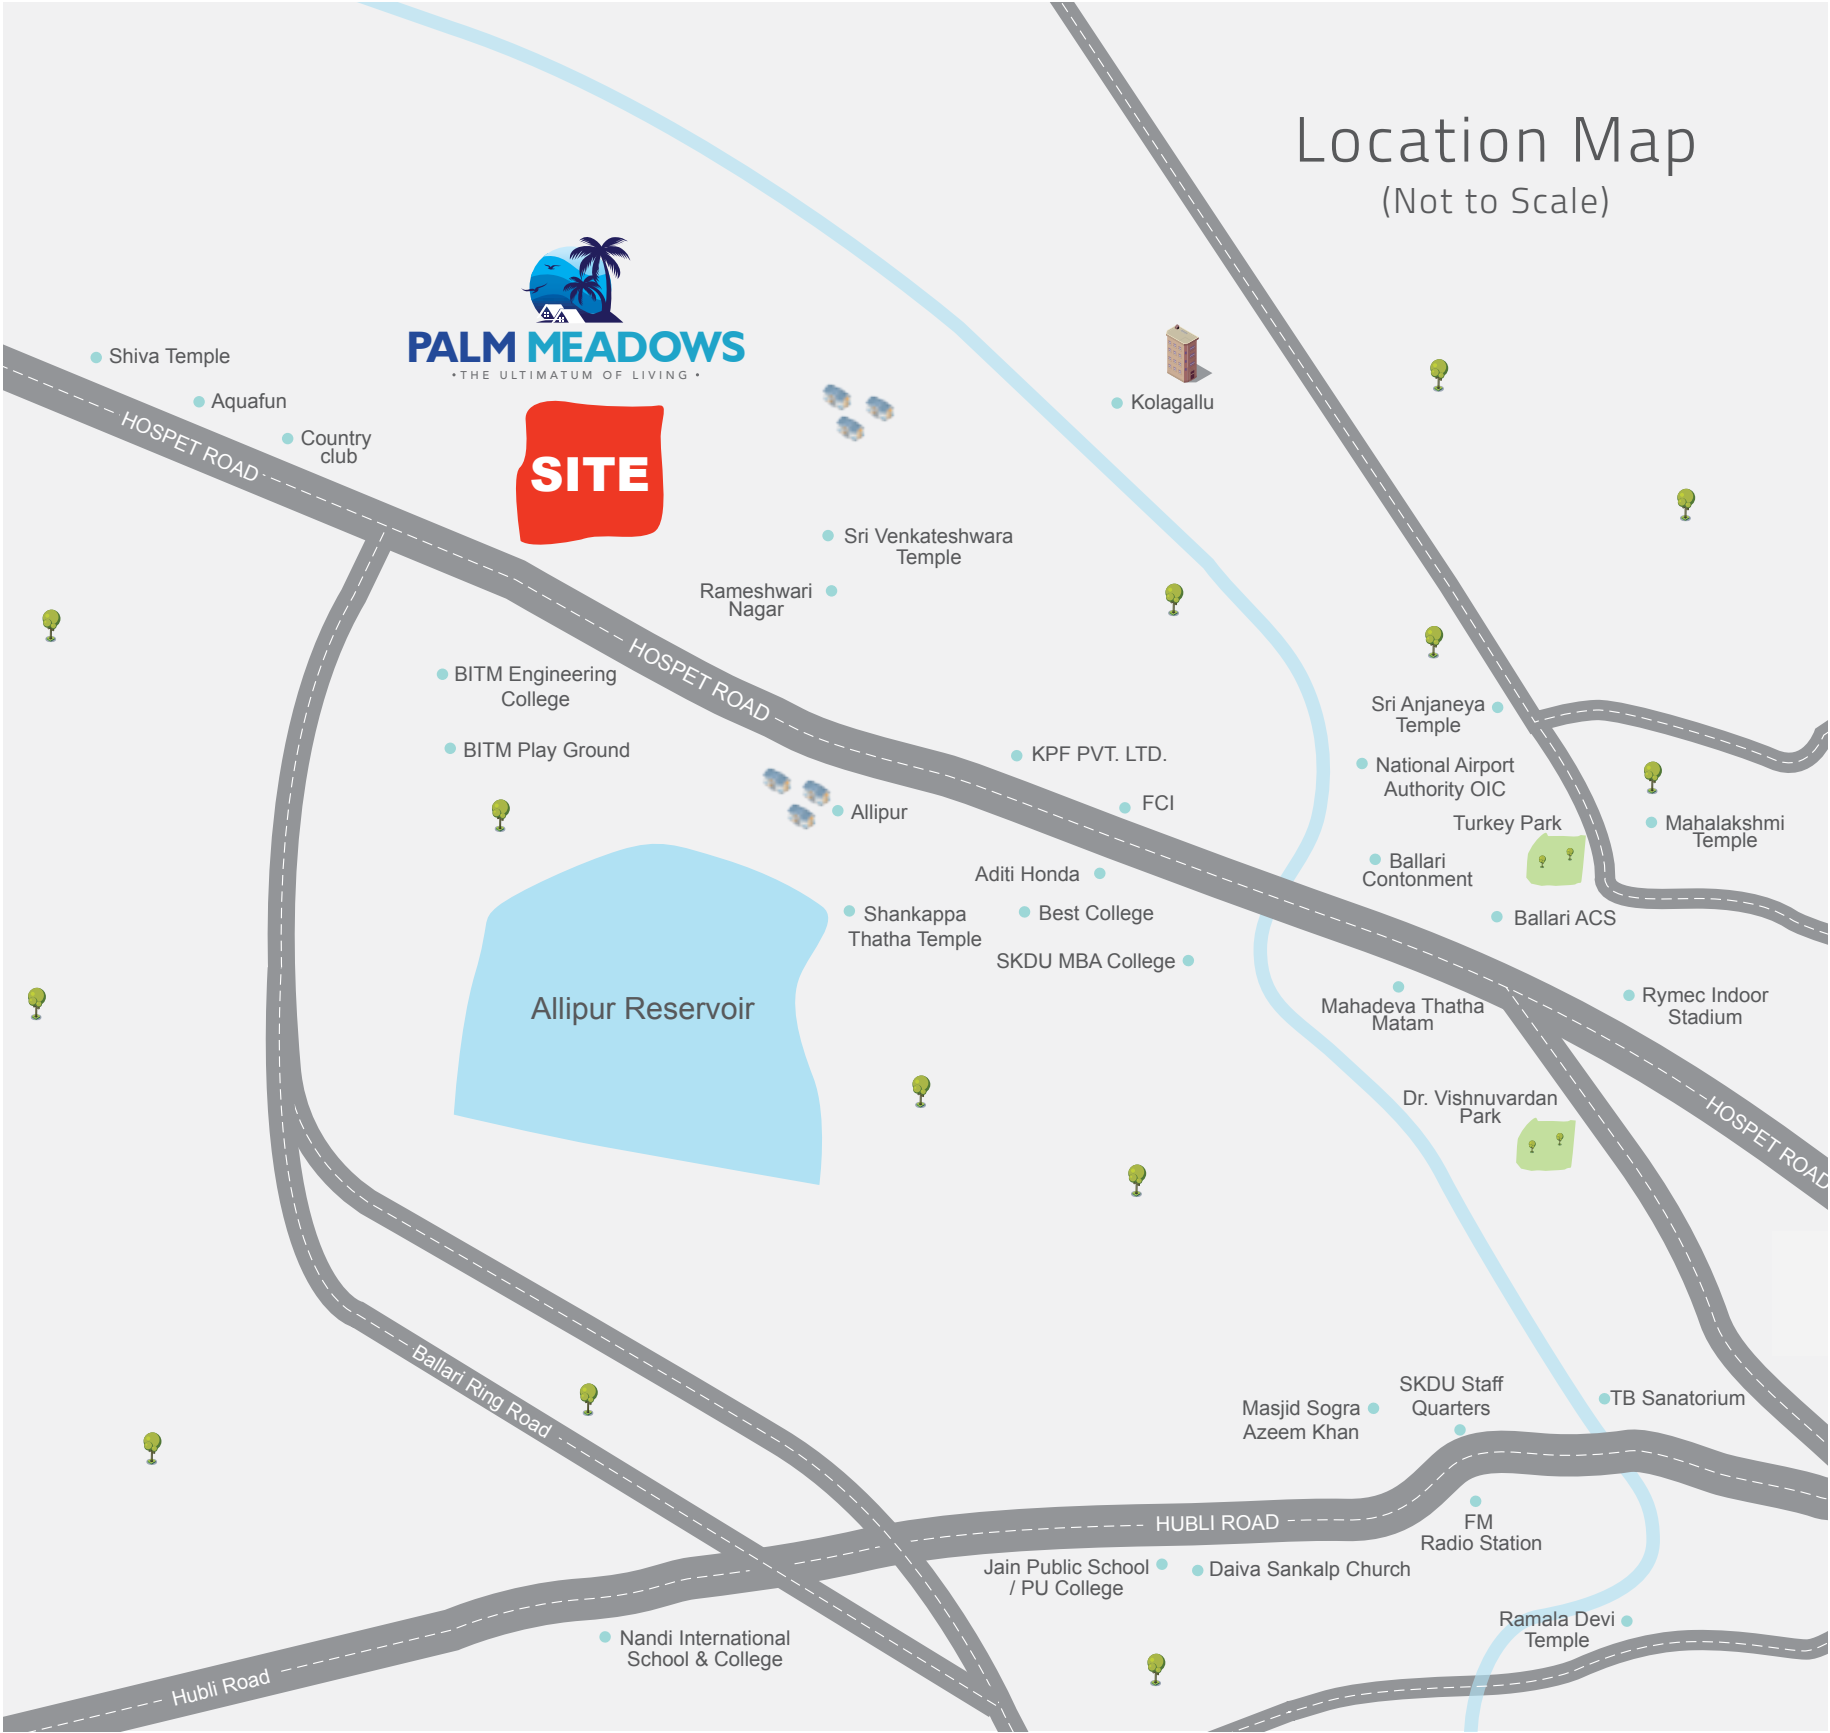 Location Map
(Not to Scale)
PALM MEADOWS
•THE ULTIMATUM OF LIVING •
SITE
Shiva Temple
Aquafun
Country
club
HOSPET ROAD
Kolagallu
Sri Venkateshwara
Temple
Rameshwari
Nagar
HOSPET ROAD
BITM Engineering
College
BITM Play Ground
Allipur
KPF PVT. LTD.
FCI
Sri Anjaneya
Temple
National Airport
Authority OIC
Turkey Park
Mahalakshmi
Temple
Ballari
Contonment
Ballari ACS
Aditi Honda
Best College
Shankappa
Thatha Temple
SKDU MBA College
Allipur Reservoir
Mahadeva Thatha
Matam
Rymec Indoor
Stadium
Dr. Vishnuvardan
Park
HOSPET ROAD
Ballari Ring Road
SKDU Staff
Quarters
Masjid Sogra
Azeem Khan
TB Sanatorium
HUBLI ROAD
FM
Radio Station
Jain Public School
/ PU College
Daiva Sankalp Church
Ramala Devi
Temple
Nandi International
School & College
Hubli Road